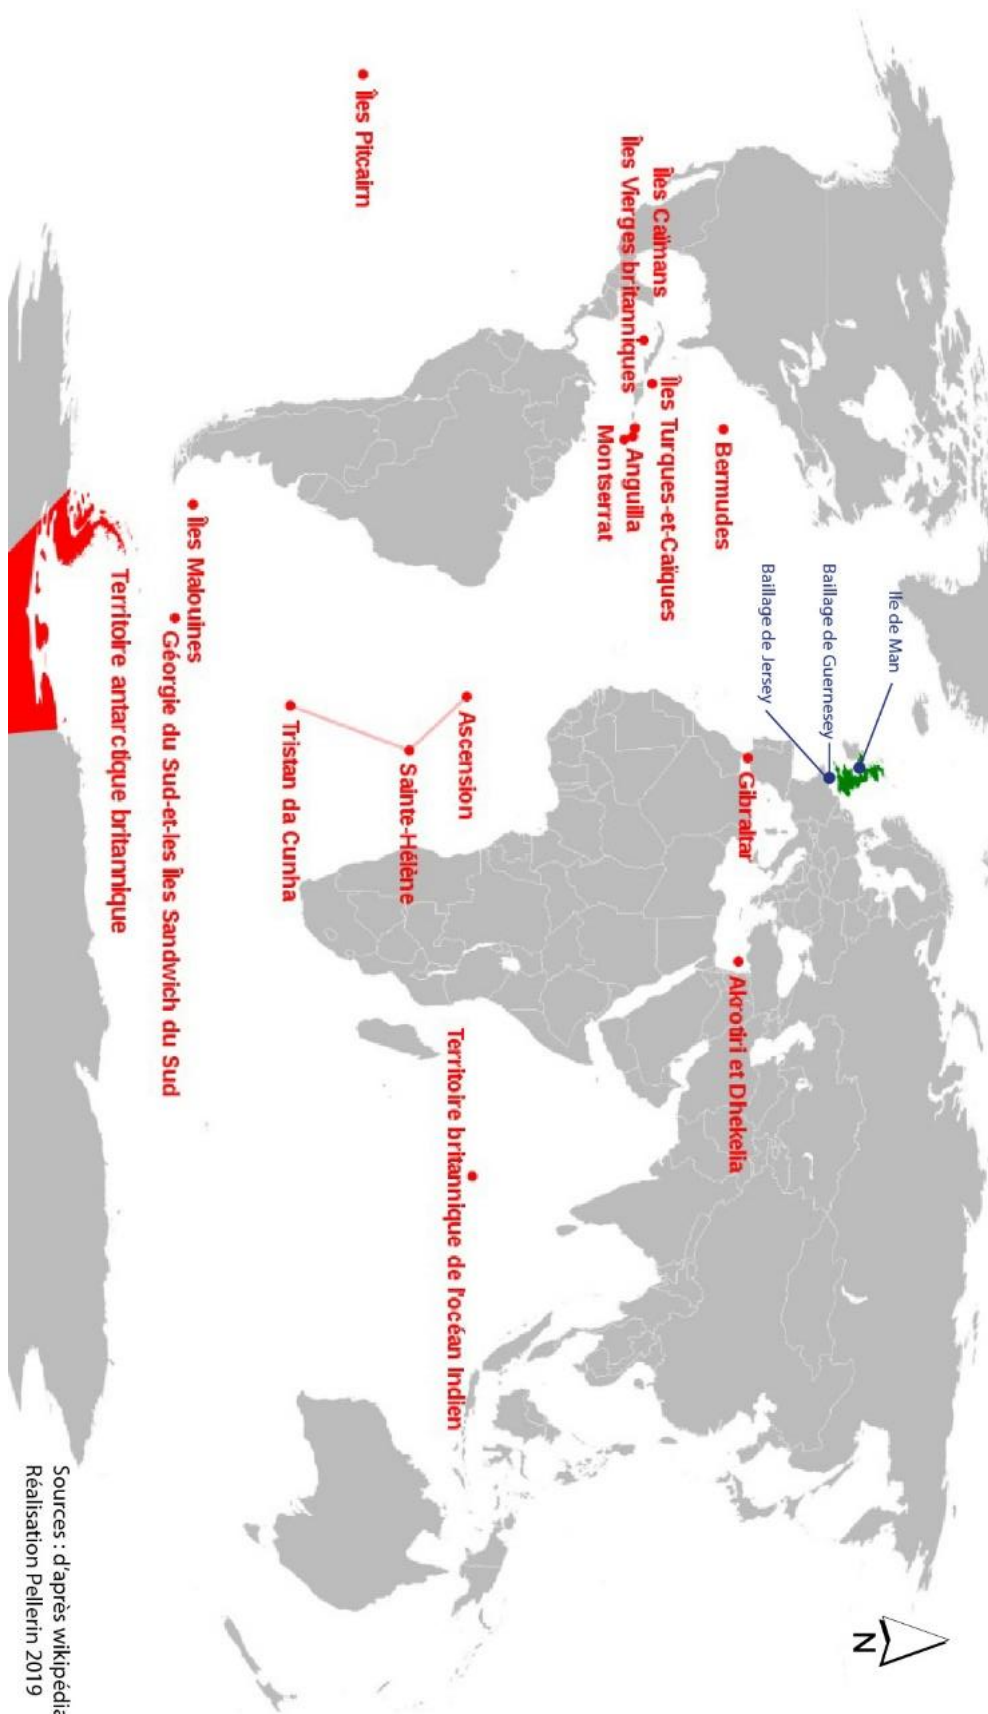 Ile de Man
Baillage de Guernesey
Baillage de Jersey
Bermudes
Îles Turques-et-Caïques
Îles Caïmans
Îles Vierges britanniques
Anguilla
Montserrat
Îles Pitcairn
Gibraltar
Akrotiri et Dhekelia
Ascension
Sainte-Hélène
Tristan da Cunha
Territoire britannique de l'océan Indien
Îles Malouines
Géorgie du Sud-et-les Îles Sandwich du Sud
Territoire antarctique britannique
N
Sources : d'après wikipédia
Réalisation Pellerin 2019